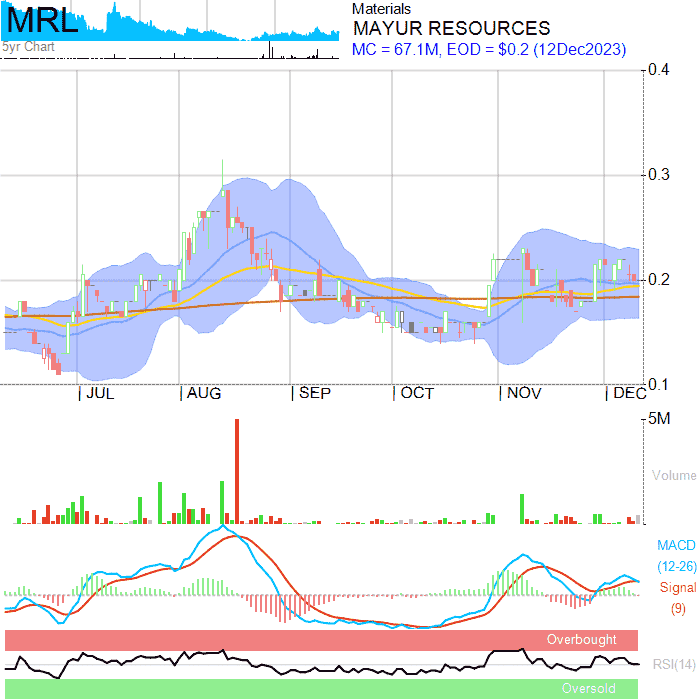 MRL
5yr Chart
Materials
MAYUR RESOURCES
MC = 67.1M, EOD = $0.2 (12Dec2023)
0.4
0.3
0.2
0.1
JUL
AUG
SEP
OCT
NOV
DEC
5M
Volume
MACD
(12-26)
Signal
(9)
Overbought
RSI(14)
Oversold